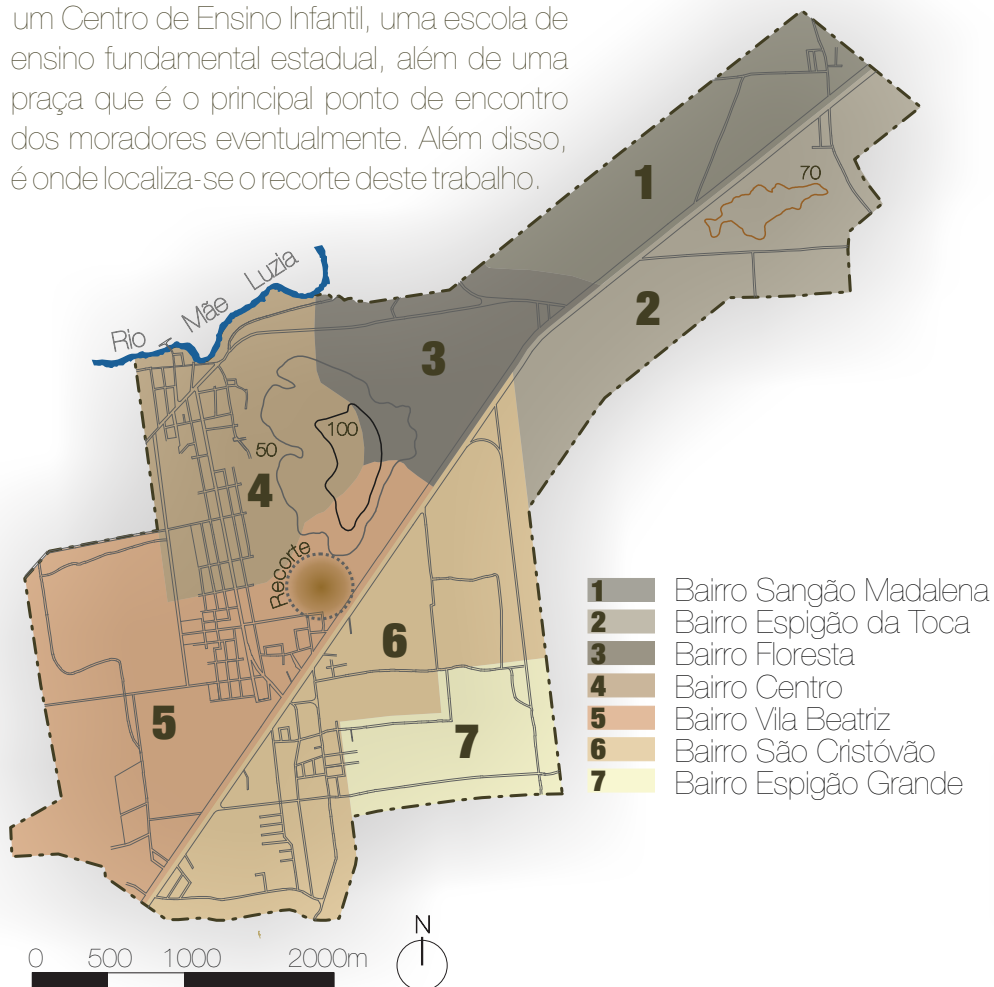 um Centro de Ensino Infantil, uma escola de
ensino fundamental estadual, além de uma
praça que é o principal ponto de encontro
dos moradores eventualmente. Além disso,
é onde localiza-se o recorte deste trabalho.
1
70
2
Rio Mãe Luzia
3
100
50
4
Recorte
6
5
7
1 Bairro Sangão Madalena
2 Bairro Espigão da Toca
3 Bairro Floresta
4 Bairro Centro
5 Bairro Vila Beatriz
6 Bairro São Cristóvão
7 Bairro Espigão Grande
N
0 500 1000 2000m